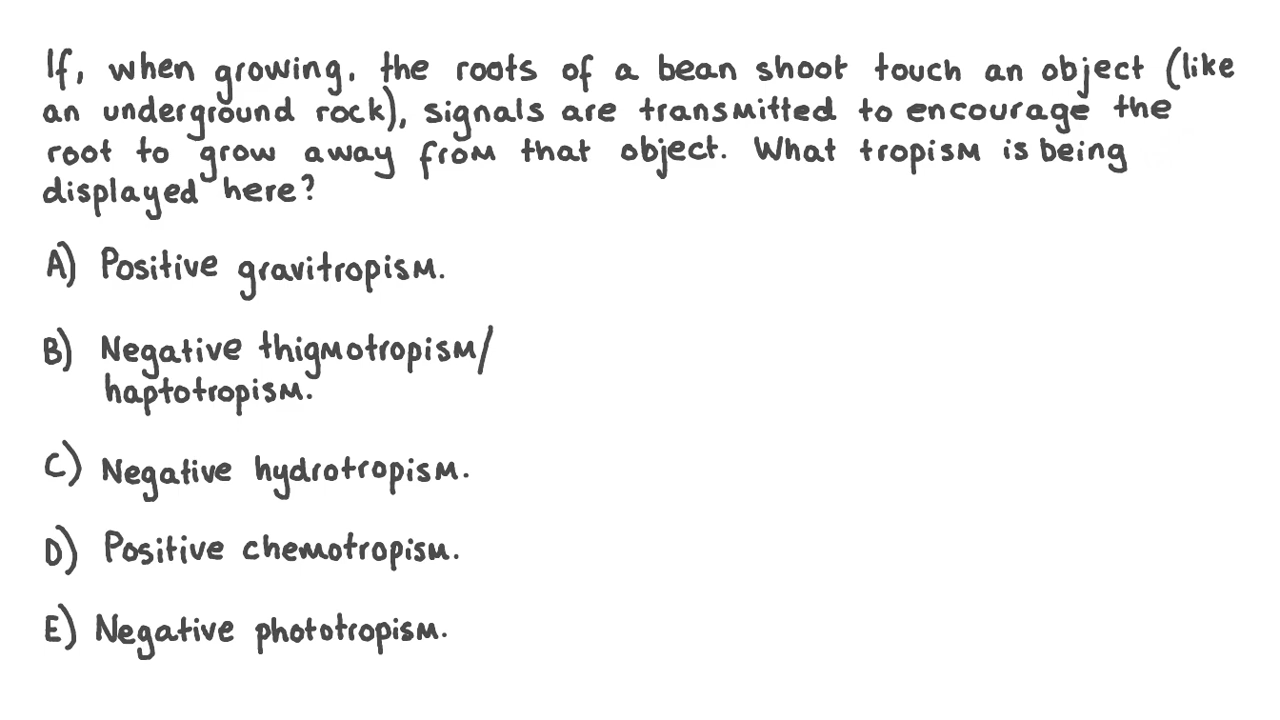 If, when growing, the roots of a bean shoot touch an object (like
an underground rock), signals are transmitted to encourage the
root to grow away from that object. What tropism is being
displayed here?
A) Positive gravitropism.
B) Negative thigmotropism/
haptotropism.
C) Negative hydrotropism.
D) Positive chemotropism.
E) Negative phototropism.